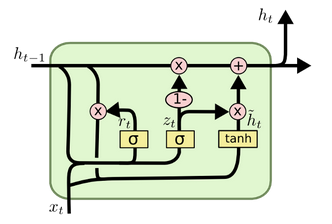 h_t
h_{t-1}
x +
1-
x r_t z_t x h̃_t
σ σ tanh
x_t